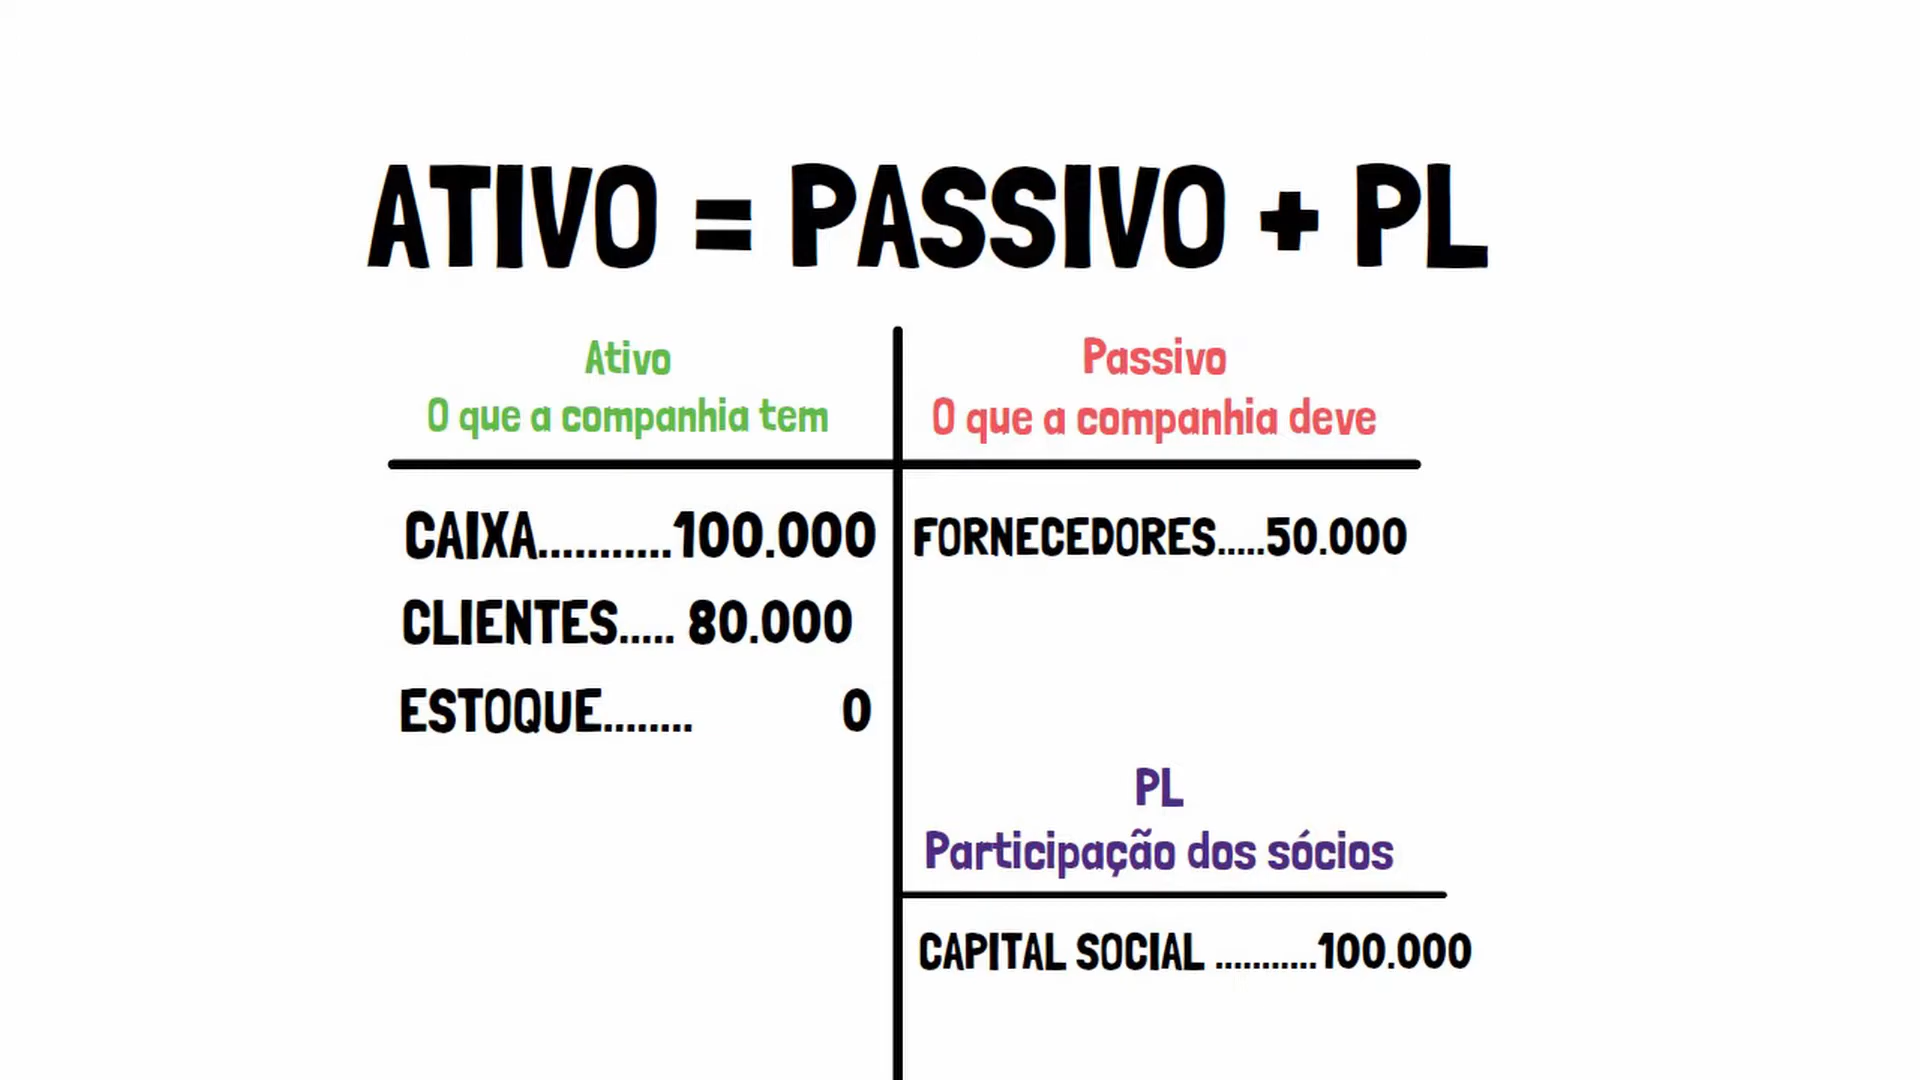 ATIVO = PASSIVO + PL
Ativo
O que a companhia tem
CAIXA...........100.000
CLIENTES..... 80.000
ESTOQUE........ 0
Passivo
O que a companhia deve
FORNECEDORES.....50.000
PL
Participação dos sócios
CAPITAL SOCIAL ...........100.000